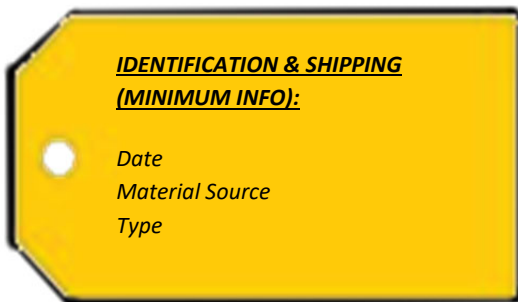 IDENTIFICATION & SHIPPING
(MINIMUM INFO):
Date
Material Source
Type